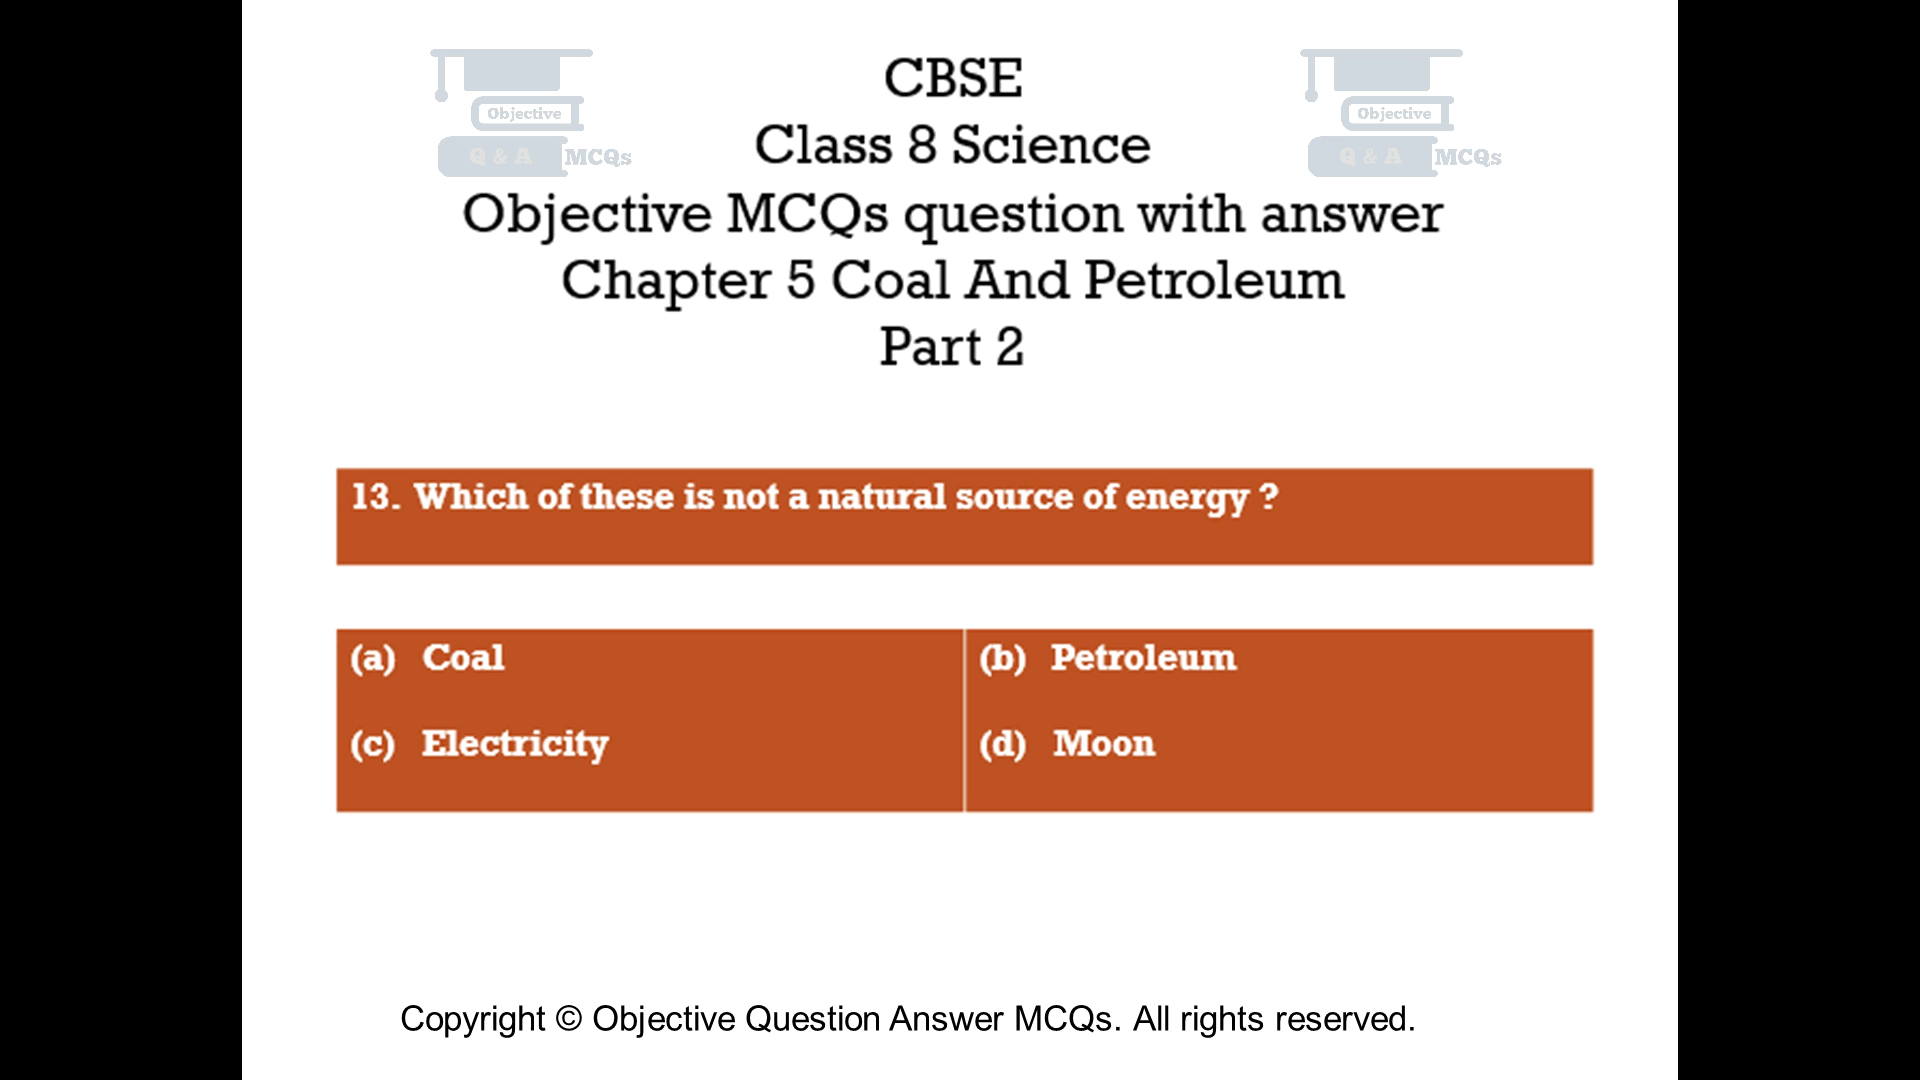 Objective
Q & A MCQs
Objective
Q & A MCQs
CBSE
Class 8 Science
Objective MCQs question with answer
Chapter 5 Coal And Petroleum
Part 2
13. Which of these is not a natural source of energy ?
(a) Coal
(b) Petroleum
(c) Electricity
(d) Moon
Copyright © Objective Question Answer MCQs. All rights reserved.